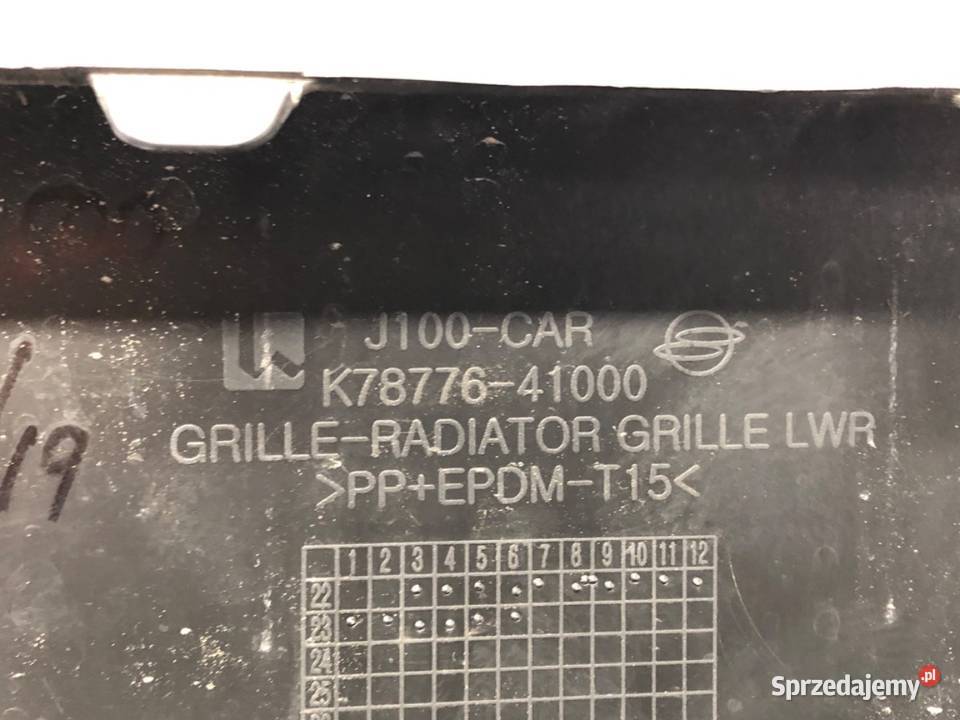 J100-CAR
K78776-41000
GRILLE-RADIATOR GRILLE LWR
>PP+EPDM-T15<
19
1 2 3 4 5 6 7 8 9 10 11 12
22
23
24
25
Sprzedajemy.pl